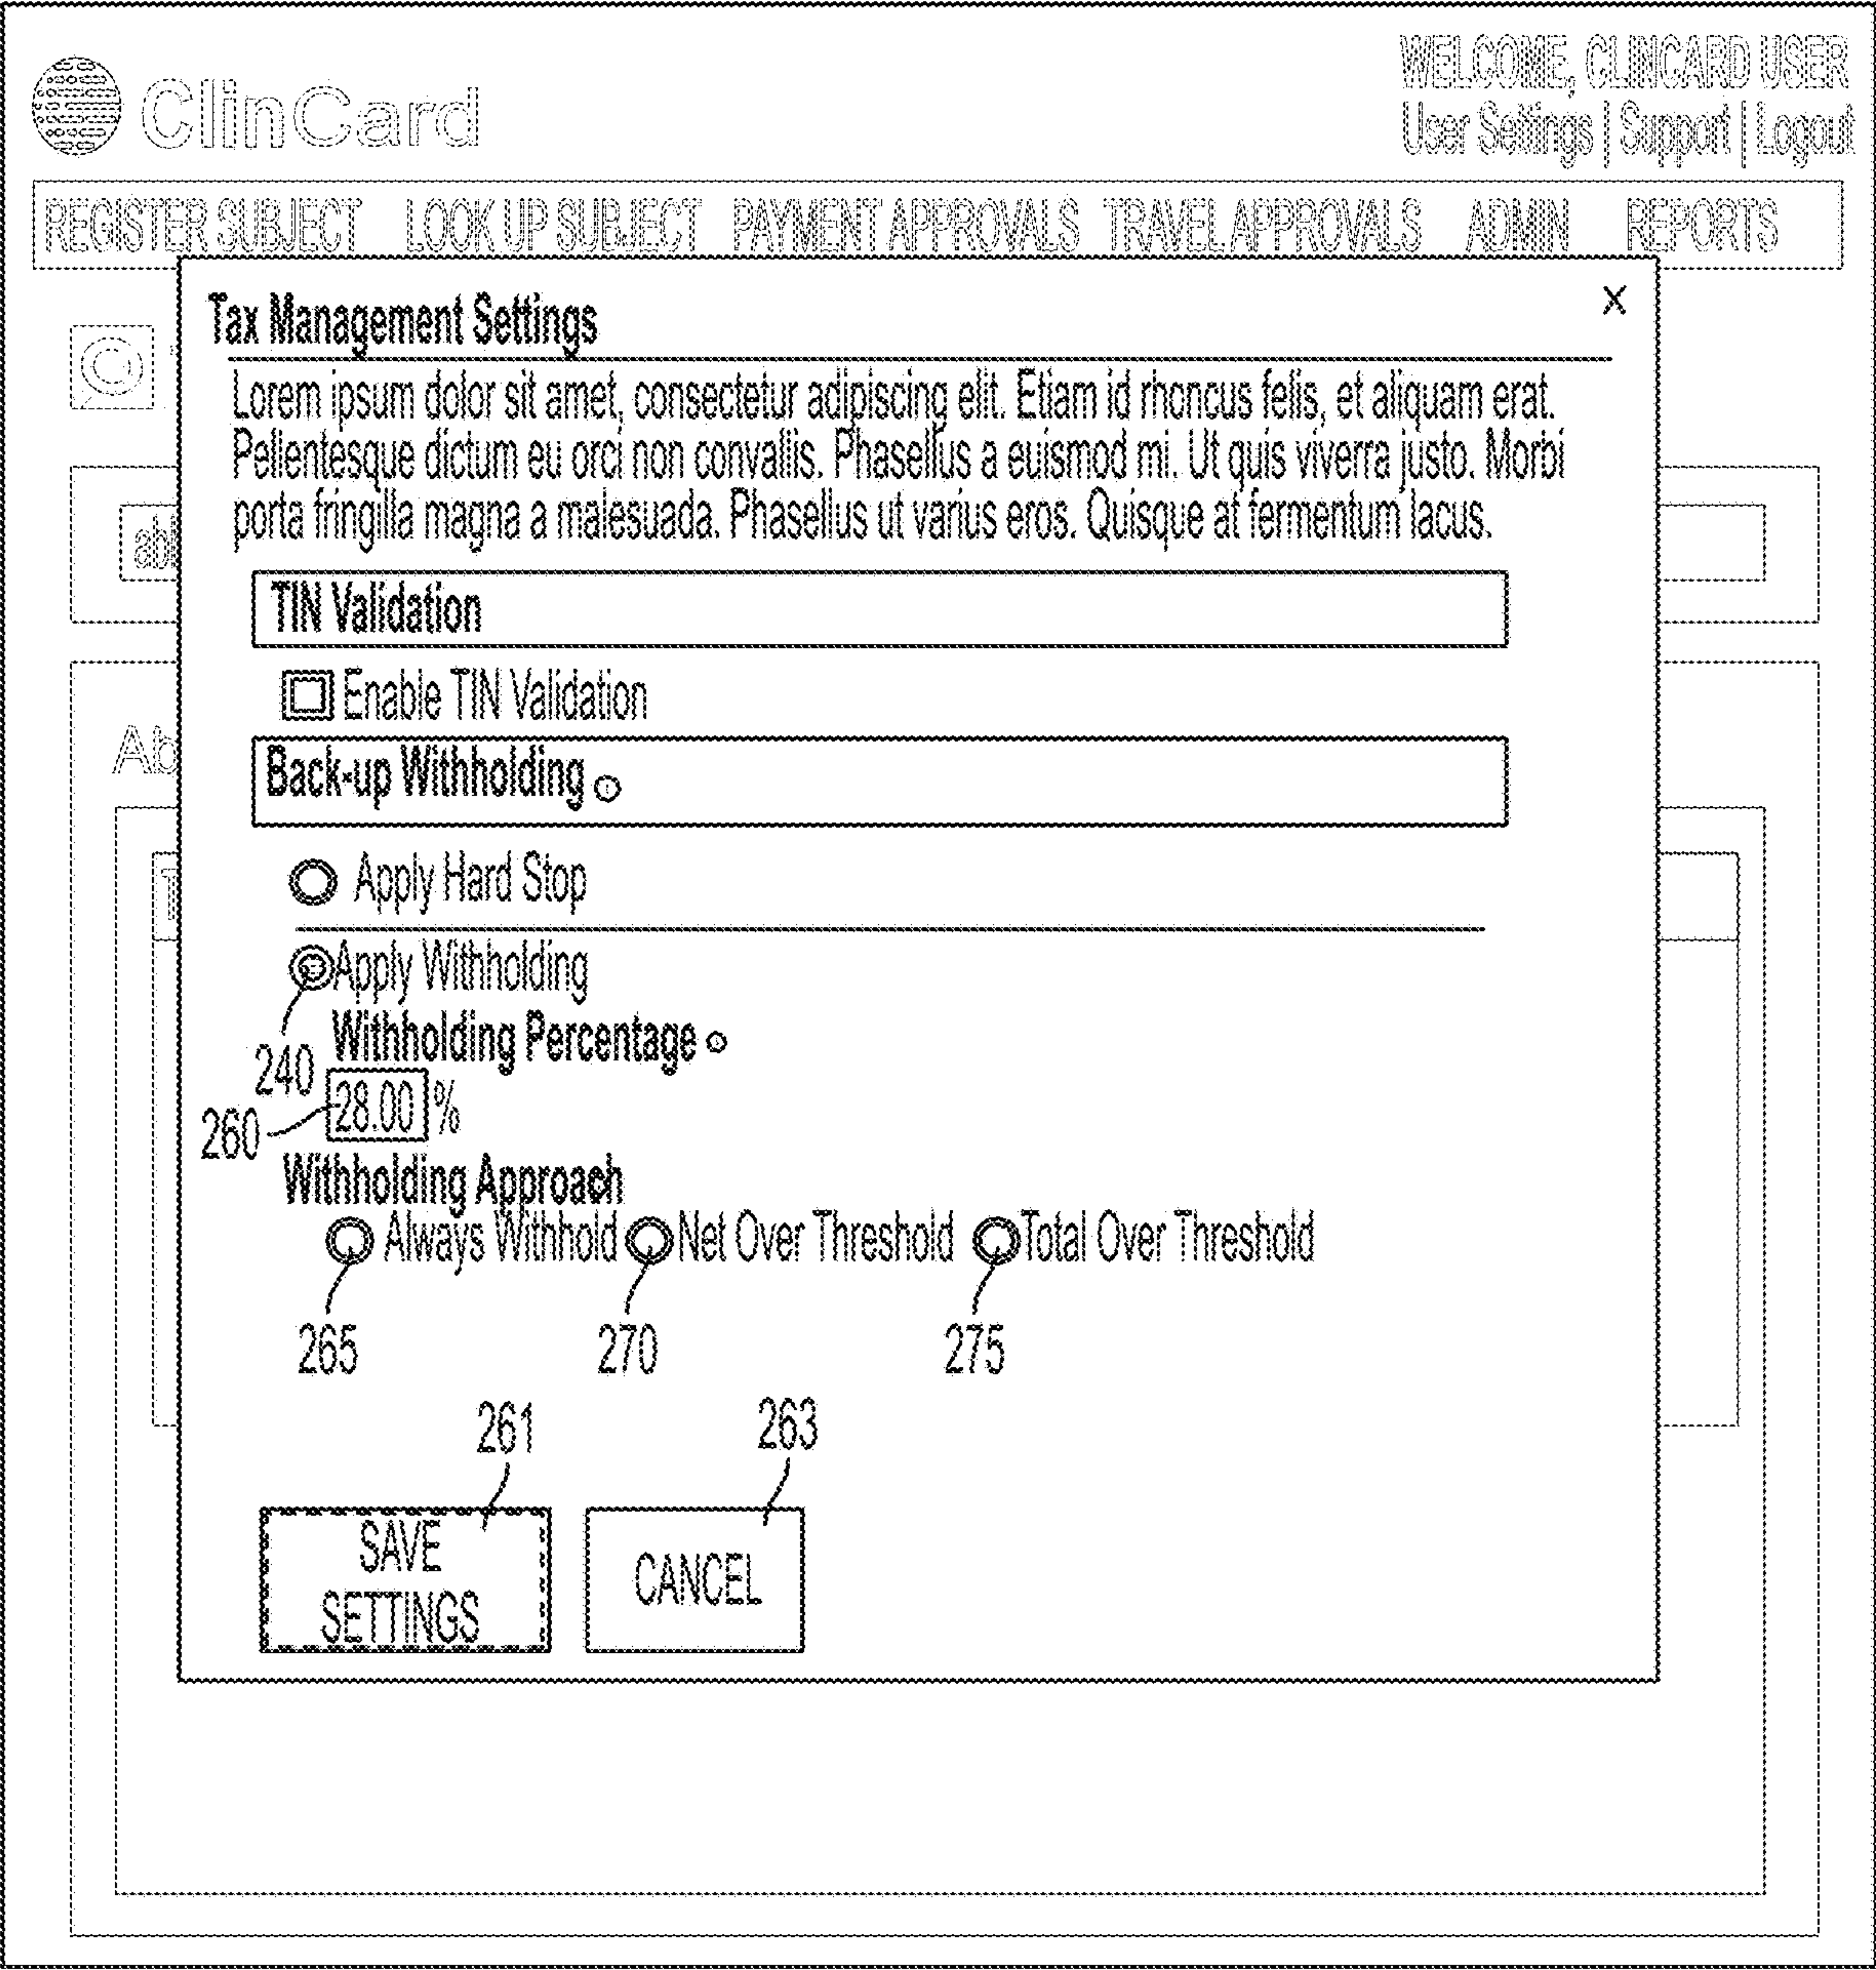 ClinCard
WELCOME, CLINCARD USER
User Settings | Support | Logout
REGISTER SUBJECT LOOK UP SUBJECT PAYMENT APPROVALS TRAVEL APPROVALS ADMIN REPORTS
Tax Management Settings X
Lorem ipsum dolor sit amet, consectetur adipiscing elit. Etiam id rhoncus felis, et aliquam erat.
Pellentesque dictum eu orci non convallis. Phasellus a euismod mi. Ut quis viverra justo. Morbi
porta fringilla magna a malesuada. Phasellus ut varius eros. Quisque at fermentum lacus.
TIN Validation
Enable TIN Validation
Back-up Withholding
Apply Hard Stop
Apply Withholding
Withholding Percentage
240
28.00 %
260
Withholding Approach
Always Withhold Net Over Threshold Total Over Threshold
265 270 275
261 263
SAVE
SETTINGS
CANCEL
Ab